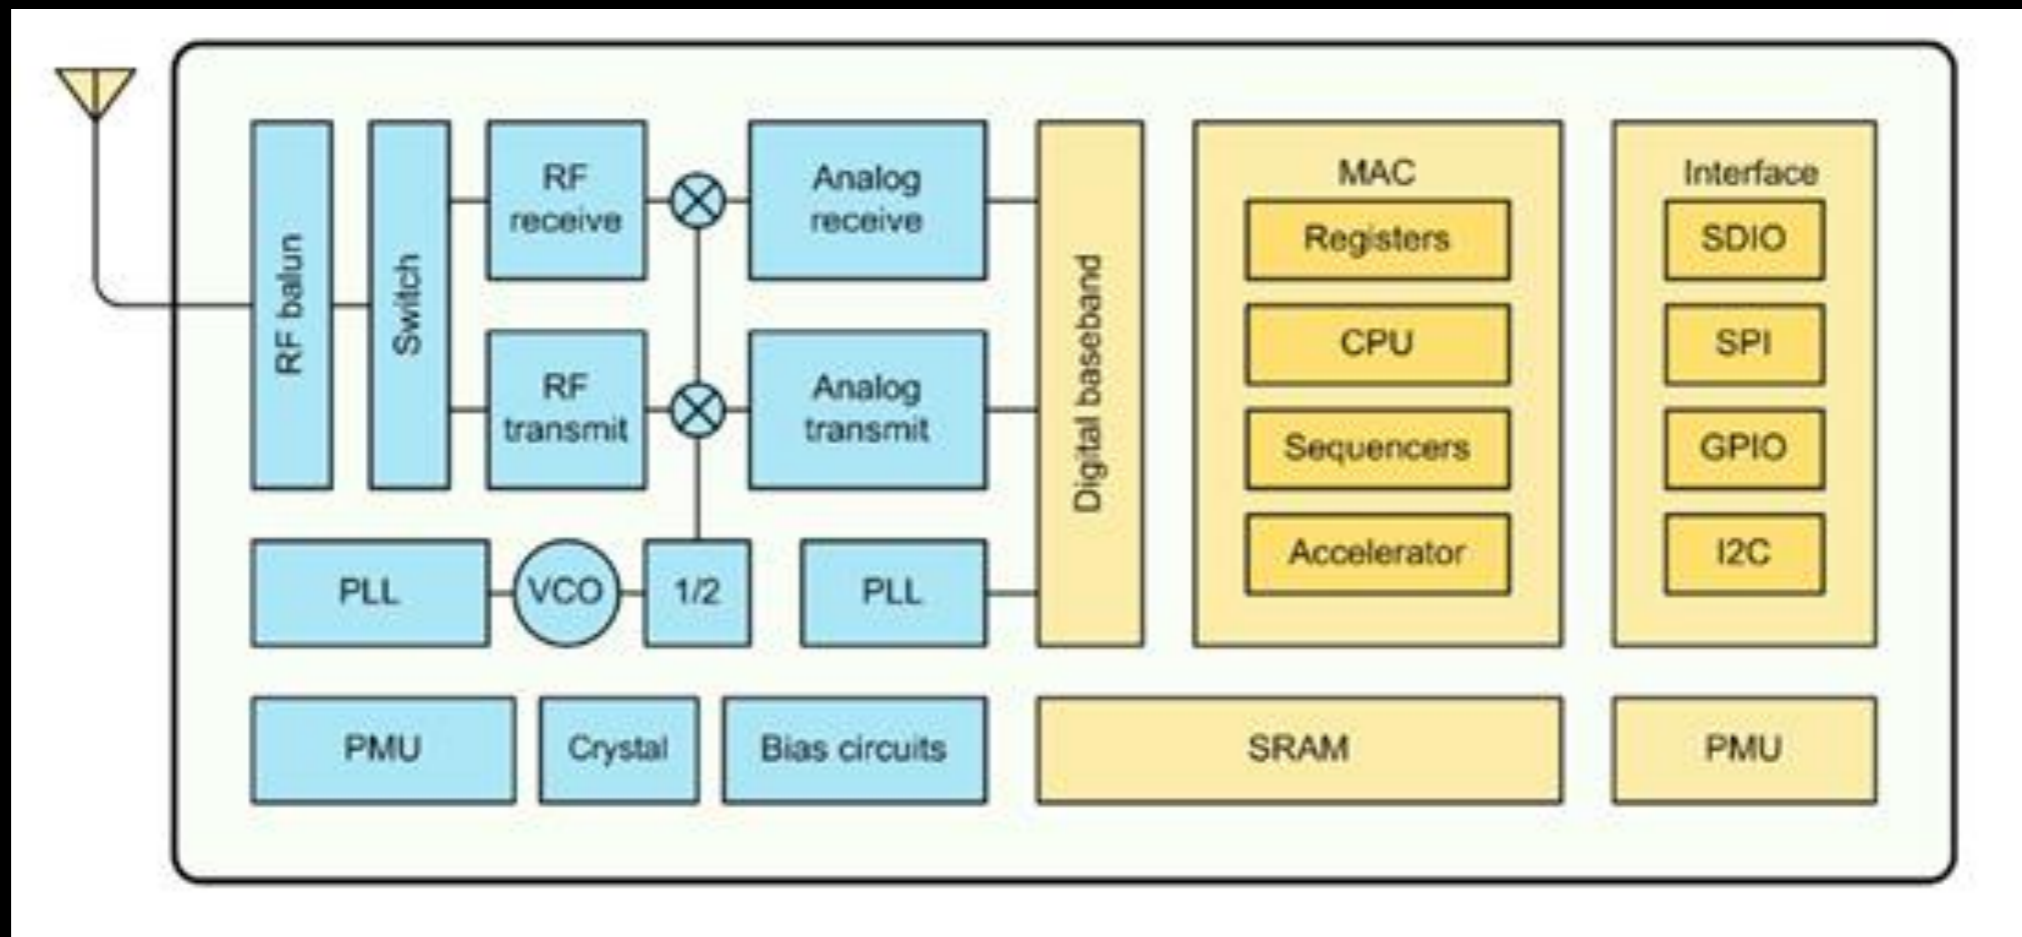 RF balun
Switch
RF
receive
Analog
receive
RF
transmit
Analog
transmit
PLL
VCO
1/2
PLL
Digital baseband
MAC
Registers
CPU
Sequencers
Accelerator
Interface
SDIO
SPI
GPIO
I2C
PMU
Crystal
Bias circuits
SRAM
PMU